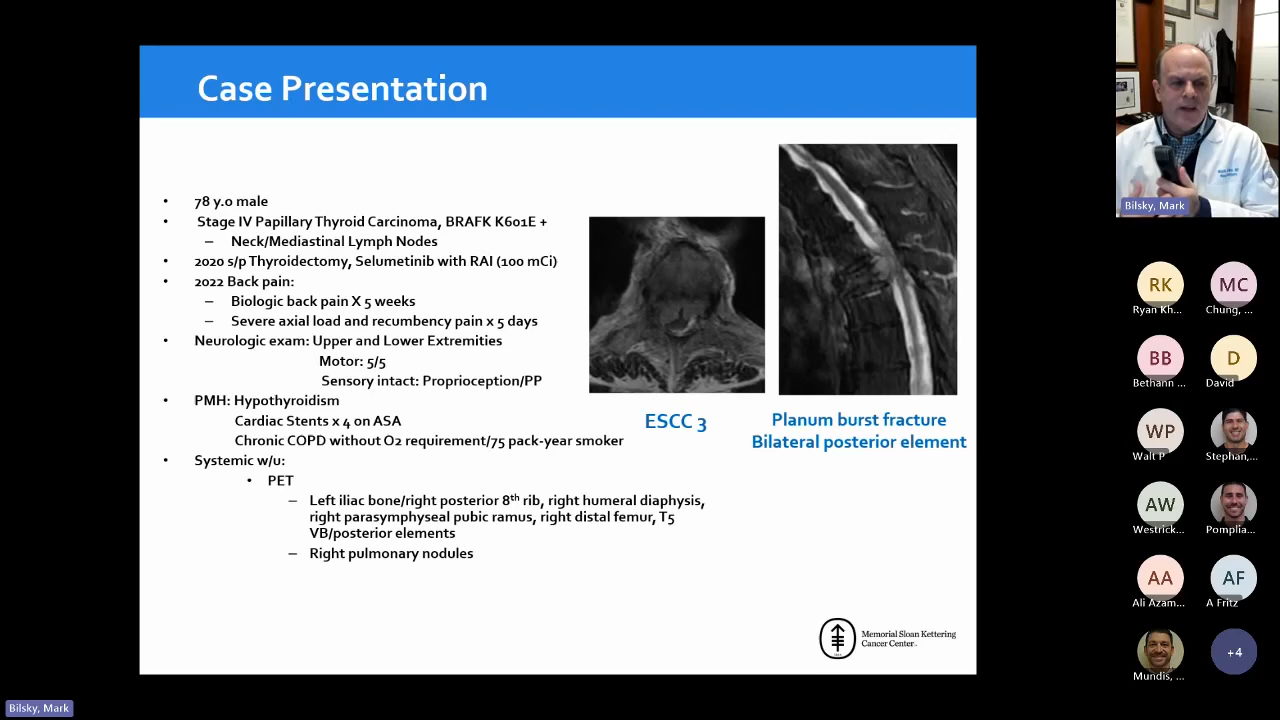 Case Presentation
• 78 y.o male
• Stage IV Papillary Thyroid Carcinoma, BRAFK K601E +
– Neck/Mediastinal Lymph Nodes
• 2020 s/p Thyroidectomy, Selumetinib with RAI (100 mCi)
• 2022 Back pain:
– Biologic back pain X 5 weeks
– Severe axial load and recumbency pain x 5 days
• Neurologic exam: Upper and Lower Extremities
Motor: 5/5
Sensory intact: Proprioception/PP
• PMH: Hypothyroidism
Cardiac Stents x 4 on ASA
Chronic COPD without O2 requirement/75 pack-year smoker
• Systemic w/u:
• PET
– Left iliac bone/right posterior 8th rib, right humeral diaphysis,
right parasymphyseal pubic ramus, right distal femur, T5
VB/posterior elements
– Right pulmonary nodules
ESCC 3
Planum burst fracture
Bilateral posterior element
Memorial Sloan Kettering
Cancer Center
Bilsky, Mark
RK
Ryan Kh...
MC
Chung, ...
BB
Bethann ...
D
David
WP
Walt P
Stephan,...
AW
Westrick...
Pomplia...
AA
Ali Azam...
AF
A Fritz
Mundis, ...
+4
Bilsky, Mark